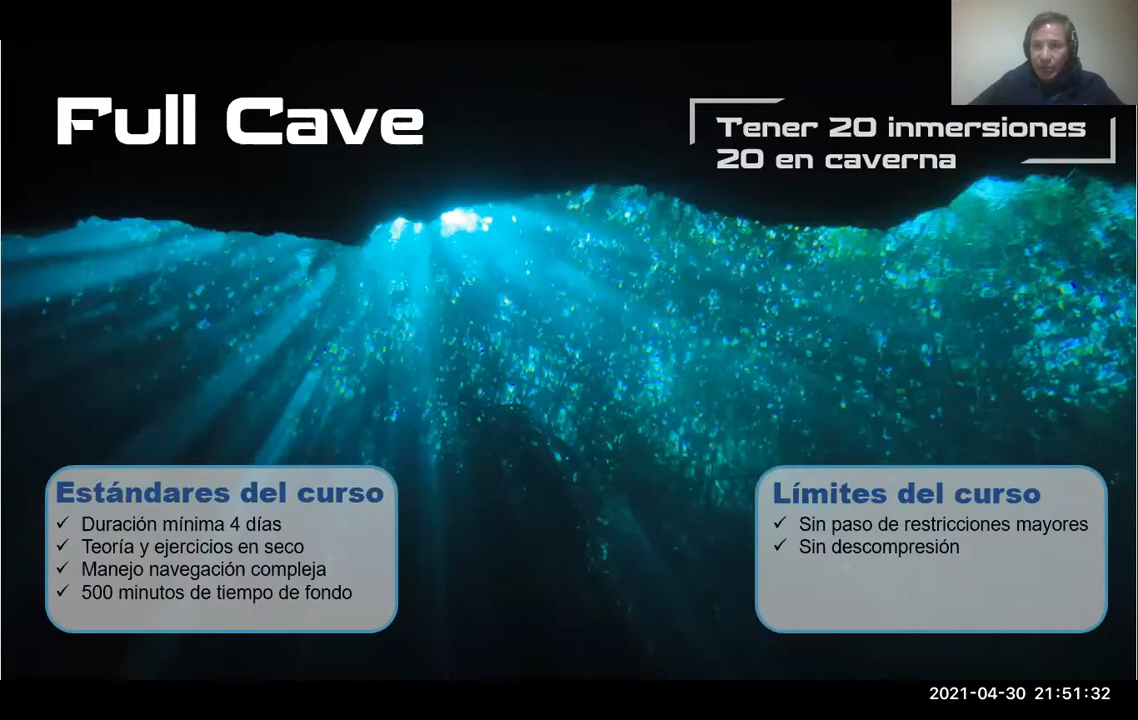 Full Cave
Tener 20 inmersiones
20 en caverna
Estándares del curso
✓ Duración mínima 4 días
✓ Teoría y ejercicios en seco
✓ Manejo navegación compleja
✓ 500 minutos de tiempo de fondo
Límites del curso
✓ Sin paso de restricciones mayores
✓ Sin descompresión
2021-04-30 21:51:32